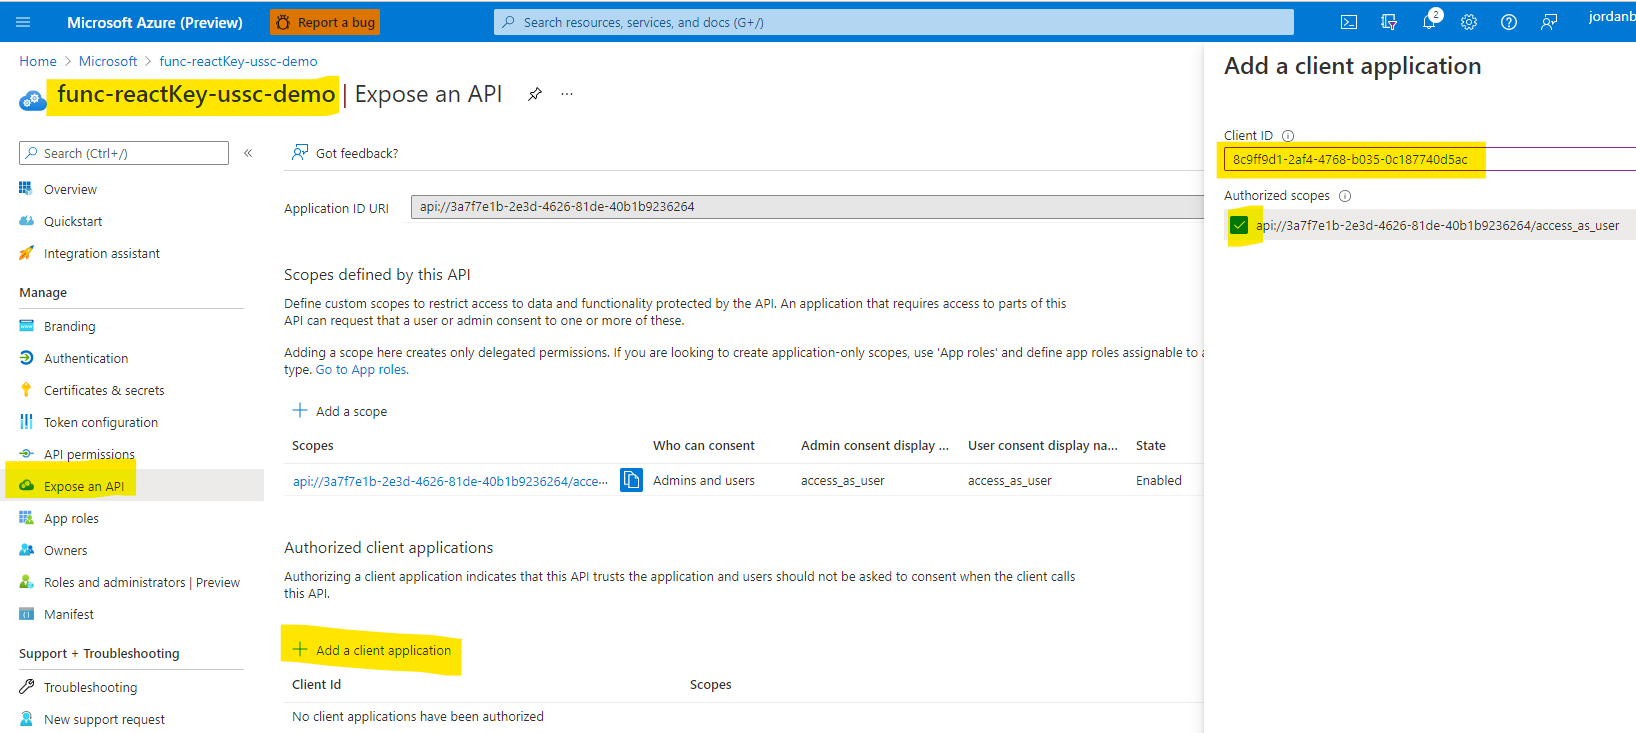 Microsoft Azure (Preview)
Report a bug
Search resources, services, and docs (G+/)
2
jordanb
Home > Microsoft > func-reactKey-ussc-demo
func-reactKey-ussc-demo | Expose an API
...
Search (Ctrl+/)
«
Overview
Quickstart
Integration assistant
Manage
Branding
Authentication
Certificates & secrets
Token configuration
API permissions
Expose an API
App roles
Owners
Roles and administrators | Preview
Manifest
Support + Troubleshooting
Troubleshooting
New support request
Got feedback?
Application ID URI
api://3a7f7e1b-2e3d-4626-81de-40b1b9236264
Scopes defined by this API
Define custom scopes to restrict access to data and functionality protected by the API. An application that requires access to parts of this
API can request that a user or admin consent to one or more of these.
Adding a scope here creates only delegated permissions. If you are looking to create application-only scopes, use 'App roles' and define app roles assignable to a
type. Go to App roles.
Add a scope
Scopes Who can consent Admin consent display ... User consent display na... State
api://3a7f7e1b-2e3d-4626-81de-40b1b9236264/acce... Admins and users access_as_user access_as_user Enabled
Authorized client applications
Authorizing a client application indicates that this API trusts the application and users should not be asked to consent when the client calls
this API.
Add a client application
Client Id Scopes
No client applications have been authorized
Add a client application
Client ID
8c9ff9d1-2af4-4768-b035-0c187740d5ac
Authorized scopes
api://3a7f7e1b-2e3d-4626-81de-40b1b9236264/access_as_user